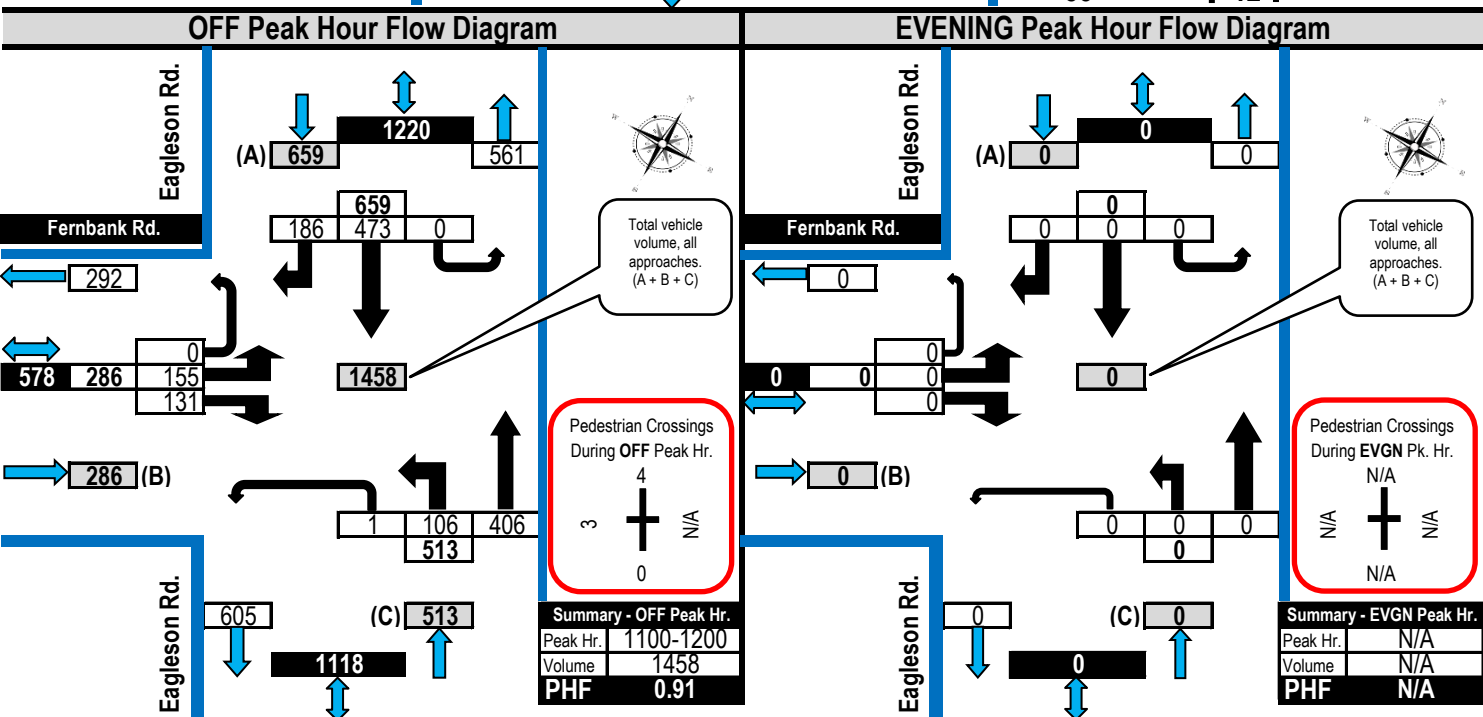 OFF Peak Hour Flow Diagram
Eagleson Rd.
1220
(A) 659
561
659
186 473 0
Fernbank Rd.
292
Total vehicle
volume, all
approaches.
(A + B + C)
0
578 286 155
131
1458
286 (B)
1 106 406
513
Pedestrian Crossings
During OFF Peak Hr.
4
3
N/A
0
Eagleson Rd.
605
(C) 513
1118
Summary - OFF Peak Hr.
Peak Hr. 1100-1200
Volume 1458
PHF 0.91
EVENING Peak Hour Flow Diagram
Eagleson Rd.
0
(A) 0
0
0
0 0 0
Fernbank Rd.
0
Total vehicle
volume, all
approaches.
(A + B + C)
0
0 0 0
0
0
0 (B)
0 0 0
0
Pedestrian Crossings
During EVGN Pk. Hr.
N/A
N/A
N/A
N/A
Eagleson Rd.
0
(C) 0
0
Summary - EVGN Peak Hr.
Peak Hr. N/A
Volume N/A
PHF N/A